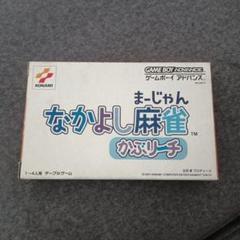 KONAMI
GAME BOY ADVANCE
ゲームボーイ アドバンス
まーじゃん
なかよし麻雀™
かぶリーチ
1〜4人用 テーブルゲーム